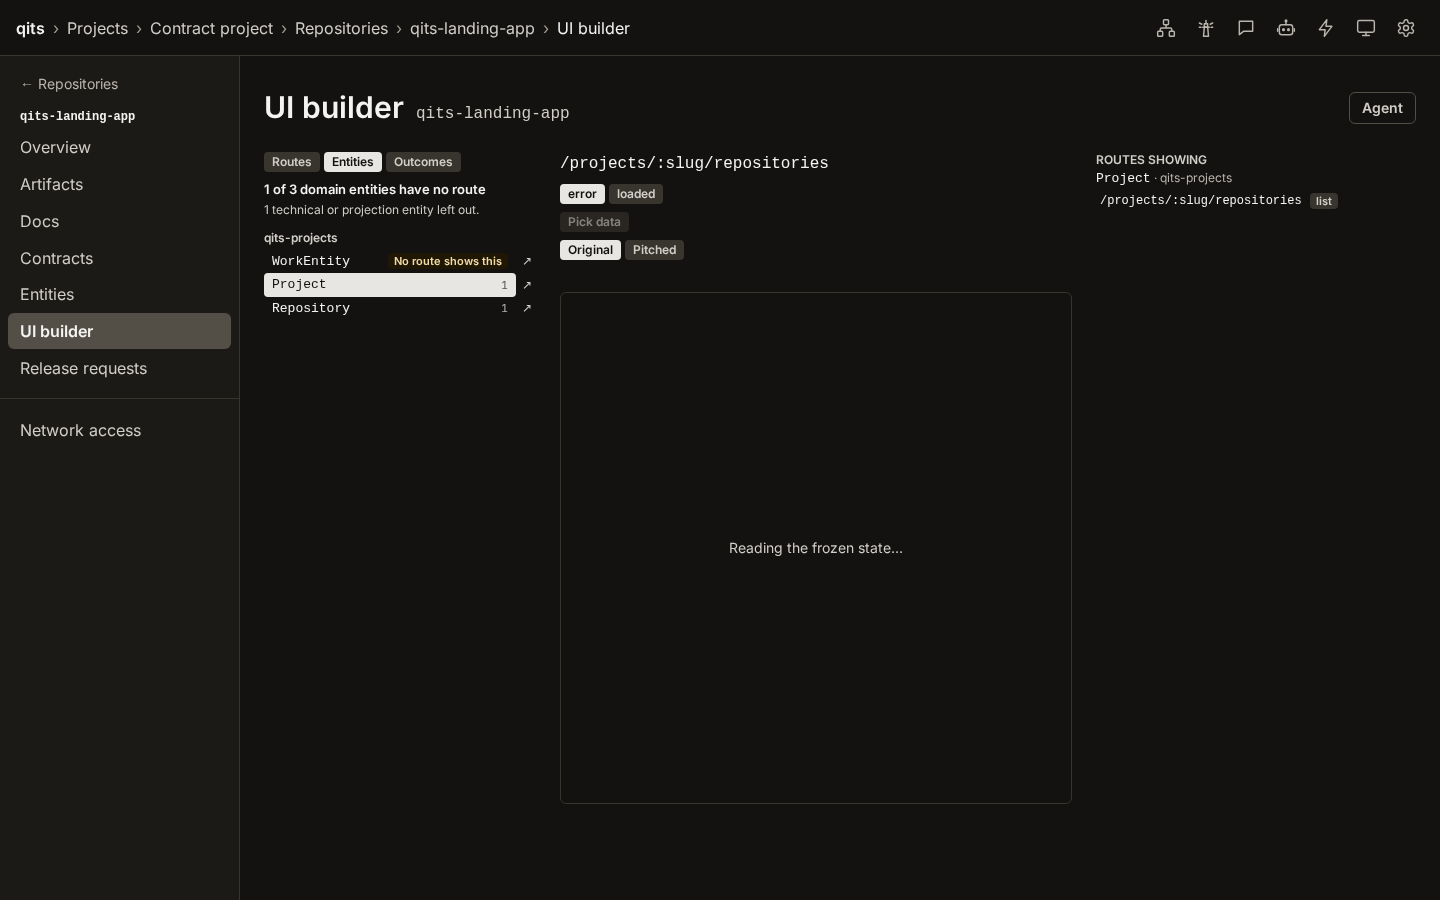 qits › Projects › Contract project › Repositories › qits-landing-app › UI builder
← Repositories
qits-landing-app
Overview
Artifacts
Docs
Contracts
Entities
UI builder
Release requests
Network access
UI builder qits-landing-app
Agent
Routes Entities Outcomes
1 of 3 domain entities have no route
1 technical or projection entity left out.
qits-projects
WorkEntity No route shows this ↗
Project 1 ↗
Repository 1 ↗
/projects/:slug/repositories
error loaded
Pick data
Original Pitched
Reading the frozen state…
ROUTES SHOWING
Project · qits-projects
/projects/:slug/repositories list